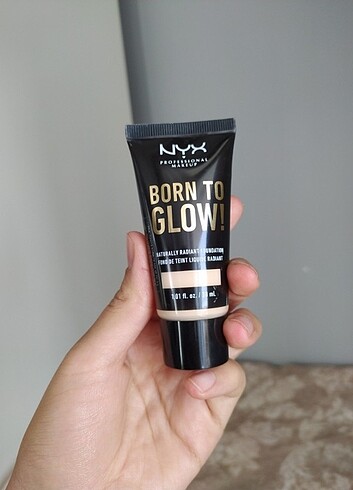 NYX
PROFESSIONAL
MAKEUP
BORN TO
GLOW!
NATURALLY RADIANT FOUNDATION
FOND DE TEINT LIQUIDE RADIANT
1.01 fl. oz. / 30 mL